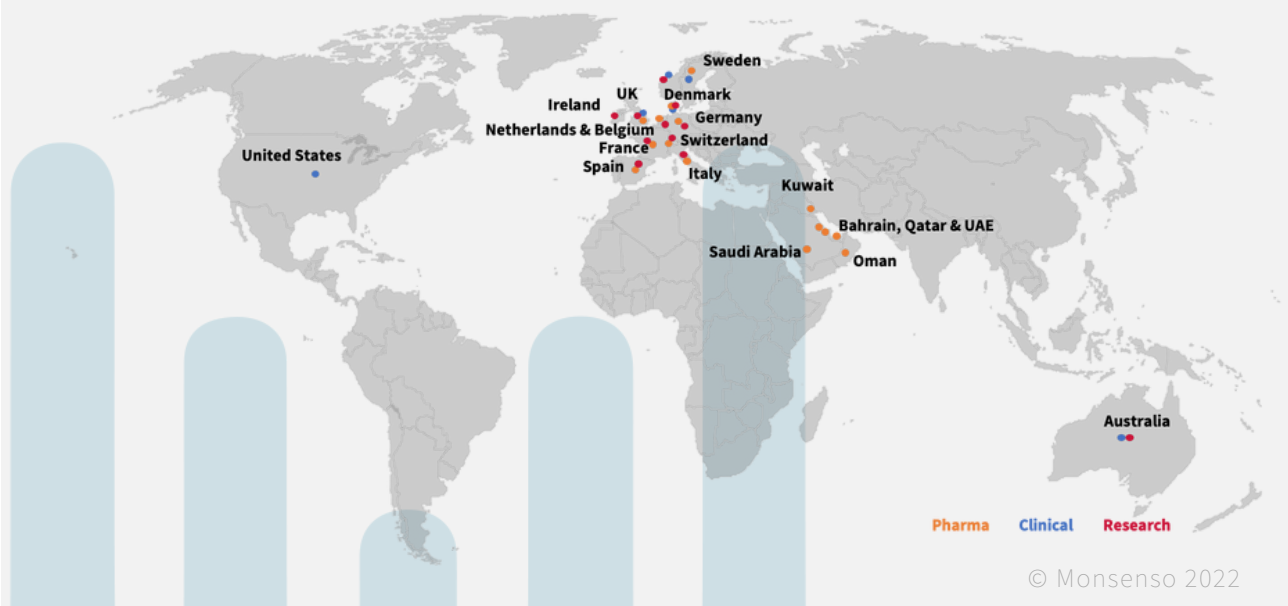 Sweden
UK
Denmark
Ireland
Germany
Netherlands & Belgium
Switzerland
France
United States
Spain
Italy
Kuwait
Bahrain, Qatar & UAE
Saudi Arabia
Oman
Australia
Pharma Clinical Research
© Monsenso 2022